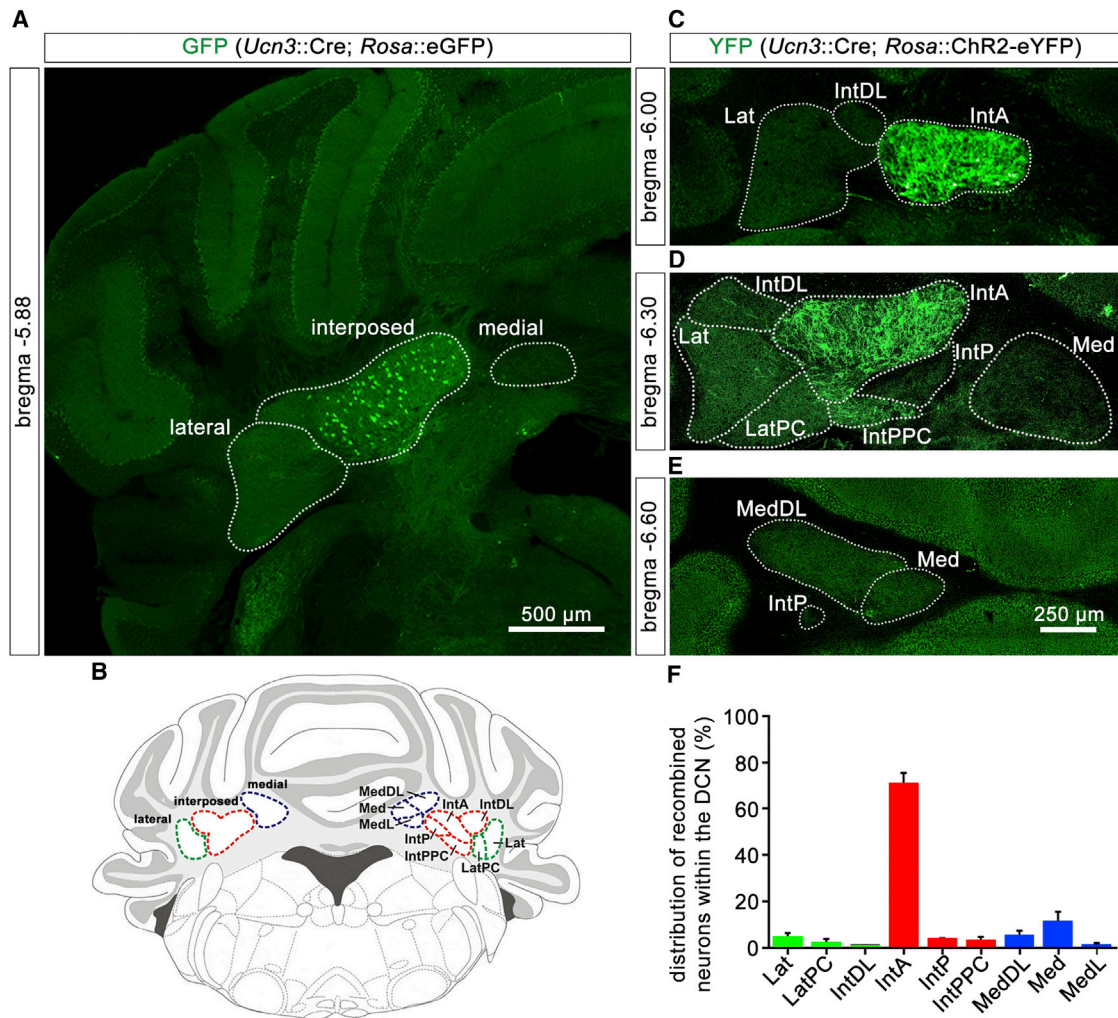 A
GFP (Ucn3::Cre; Rosa::eGFP)
bregma -5.88
interposed
medial
lateral
500 µm
B
medial
interposed
lateral
MedDL
Med
MedL
IntA
IntDL
IntP
IntPPC
Lat
LatPC
C
YFP (Ucn3::Cre; Rosa::ChR2-eYFP)
bregma -6.00
IntDL
Lat
IntA
D
bregma -6.30
IntDL
IntA
Lat
IntP
Med
LatPC
IntPPC
E
bregma -6.60
MedDL
Med
IntP
250 µm
F
distribution of recombined
neurons within the DCN (%)
100
80
60
40
20
0
Lat
LatPC
IntDL
IntA
IntP
IntPPC
MedDL
Med
MedL